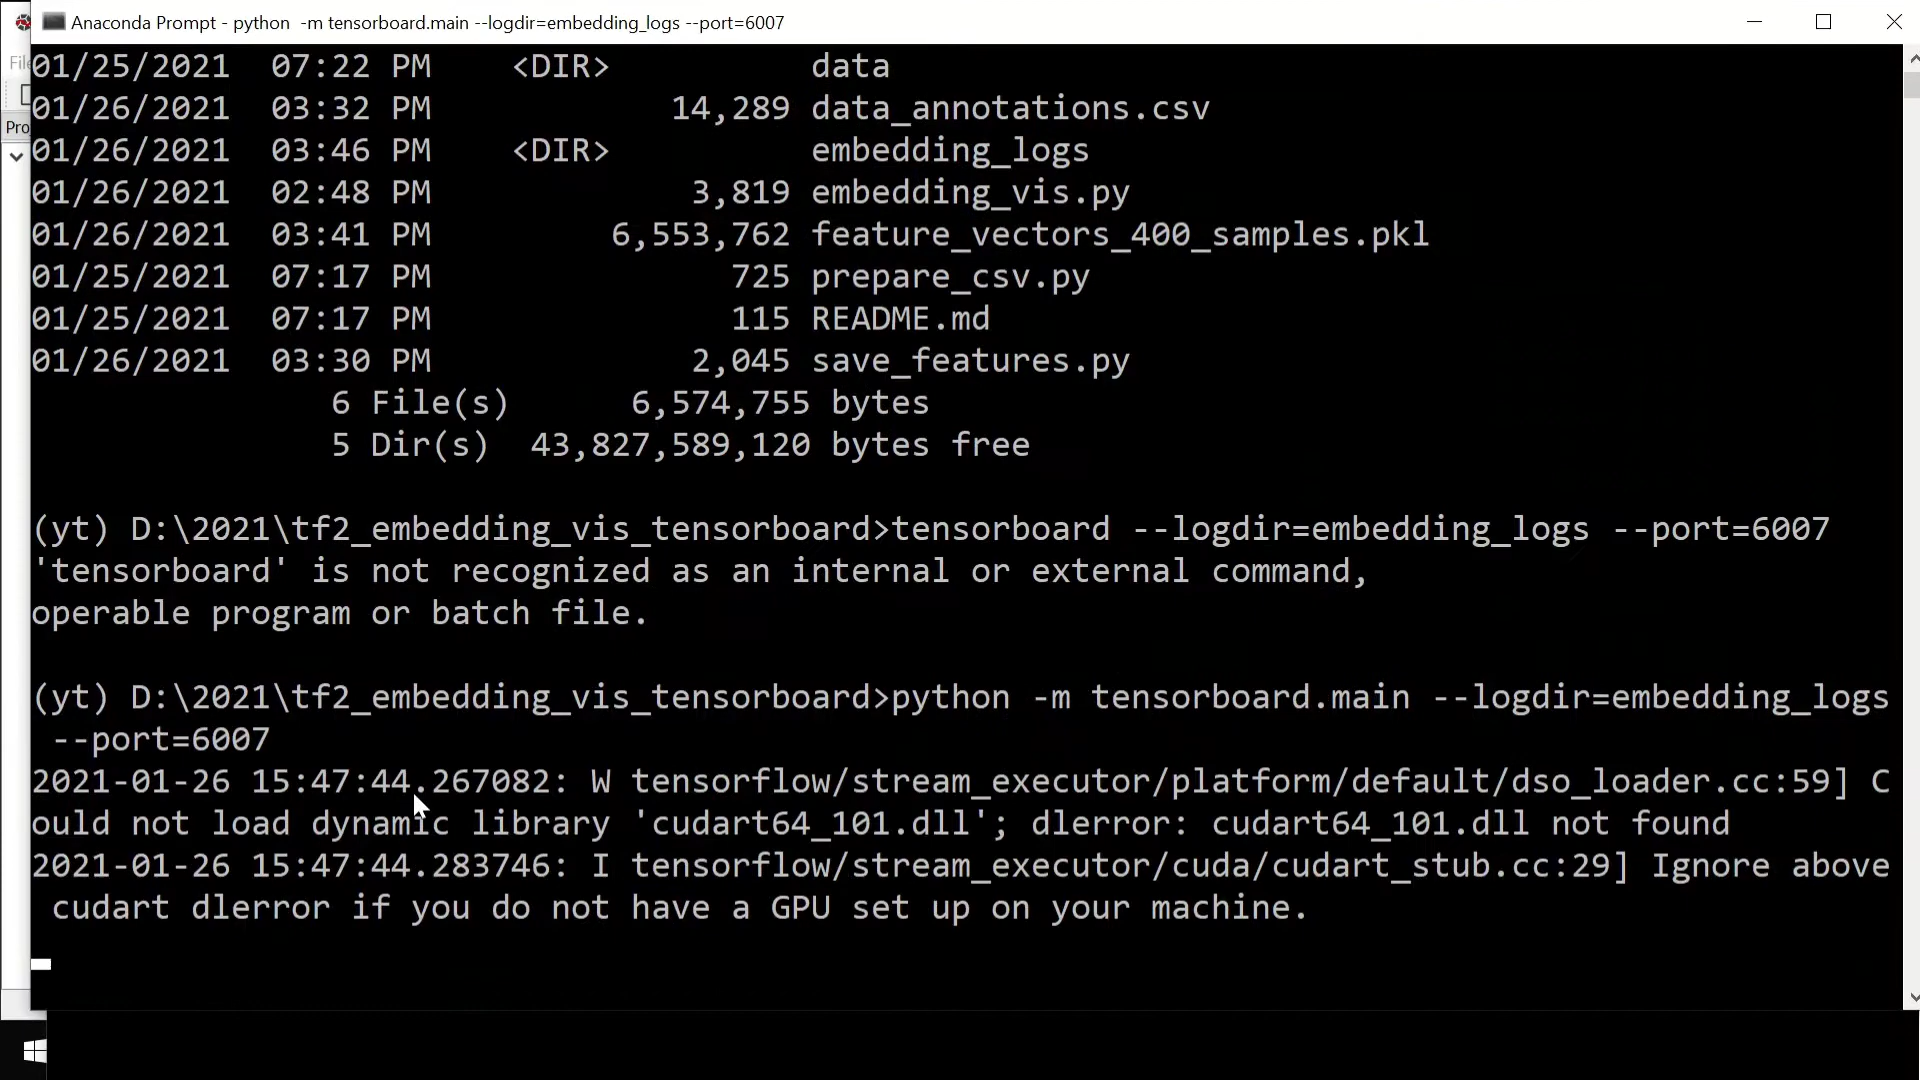 Anaconda Prompt - python  -m tensorboard.main --logdir=embedding_logs --port=6007
File
Pro
01/25/2021  07:22 PM    <DIR>          data
01/26/2021  03:32 PM            14,289 data_annotations.csv
01/26/2021  03:46 PM    <DIR>          embedding_logs
01/26/2021  02:48 PM             3,819 embedding_vis.py
01/26/2021  03:41 PM         6,553,762 feature_vectors_400_samples.pkl
01/25/2021  07:17 PM               725 prepare_csv.py
01/25/2021  07:17 PM               115 README.md
01/26/2021  03:30 PM             2,045 save_features.py
6 File(s)      6,574,755 bytes
5 Dir(s)  43,827,589,120 bytes free
(yt) D:\2021\tf2_embedding_vis_tensorboard>tensorboard --logdir=embedding_logs --port=6007
'tensorboard' is not recognized as an internal or external command,
operable program or batch file.
(yt) D:\2021\tf2_embedding_vis_tensorboard>python -m tensorboard.main --logdir=embedding_logs
--port=6007
2021-01-26 15:47:44.267082: W tensorflow/stream_executor/platform/default/dso_loader.cc:59] C
ould not load dynamic library 'cudart64_101.dll'; dlerror: cudart64_101.dll not found
2021-01-26 15:47:44.283746: I tensorflow/stream_executor/cuda/cudart_stub.cc:29] Ignore above
cudart dlerror if you do not have a GPU set up on your machine.